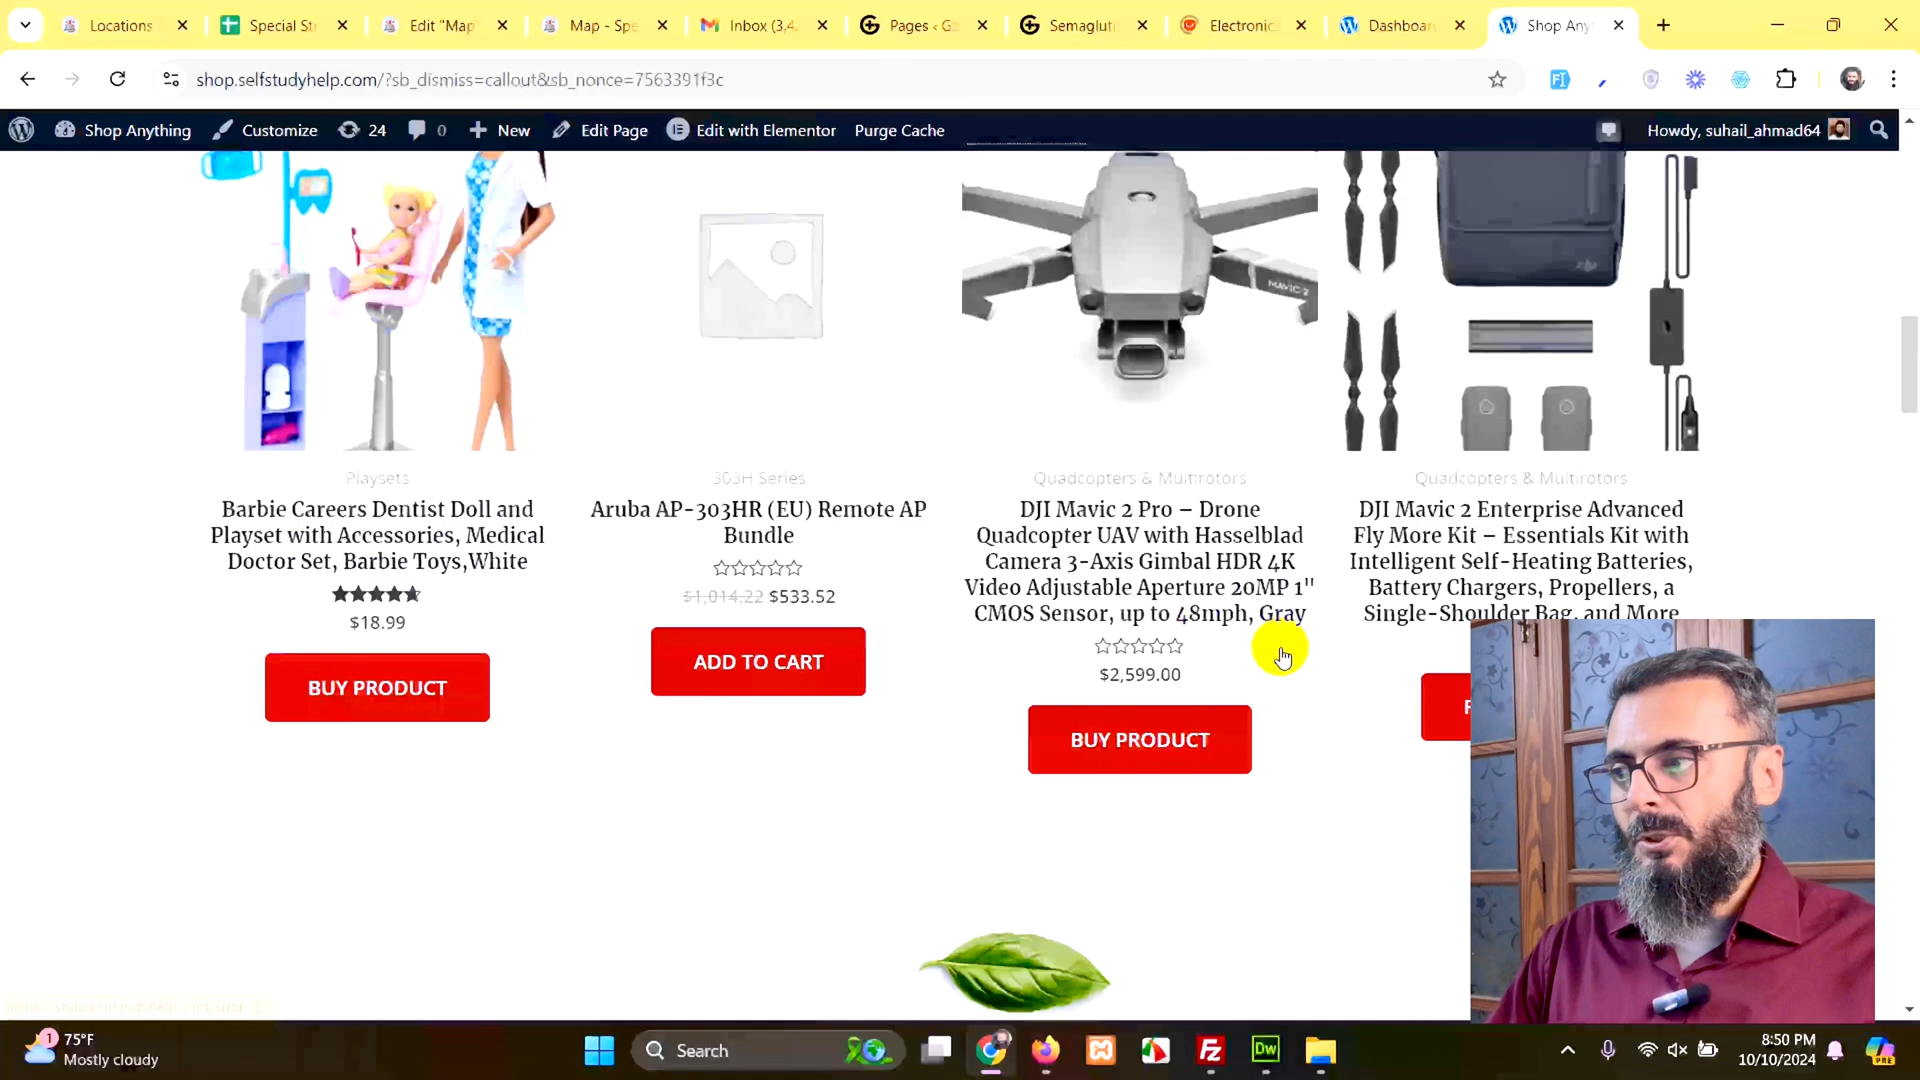 Locations
Special St
Edit "Map"
Map - Spe
Inbox (3,4
Pages ‹ G
Semagluti
Electronic
Dashboar
Shop Any
shop.selfstudyhelp.com/?sb_dismiss=callout&sb_nonce=7563391f3c
Shop Anything
Customize
24
0
New
Edit Page
Edit with Elementor
Purge Cache
Howdy, suhail_ahmad64
MAVIC 2
Playsets
Barbie Careers Dentist Doll and
Playset with Accessories, Medical
Doctor Set, Barbie Toys,White
$18.99
BUY PRODUCT
303H Series
Aruba AP-303HR (EU) Remote AP
Bundle
$1,014.22 $533.52
ADD TO CART
Quadcopters & Multirotors
DJI Mavic 2 Pro – Drone
Quadcopter UAV with Hasselblad
Camera 3-Axis Gimbal HDR 4K
Video Adjustable Aperture 20MP 1"
CMOS Sensor, up to 48mph, Gray
$2,599.00
BUY PRODUCT
Quadcopters & Multirotors
DJI Mavic 2 Enterprise Advanced
Fly More Kit – Essentials Kit with
Intelligent Self-Heating Batteries,
Battery Chargers, Propellers, a
Single-Shoulder Bag, and More
1
75°F
Mostly cloudy
Search
Fz
Dw
8:50 PM
10/10/2024
PRE